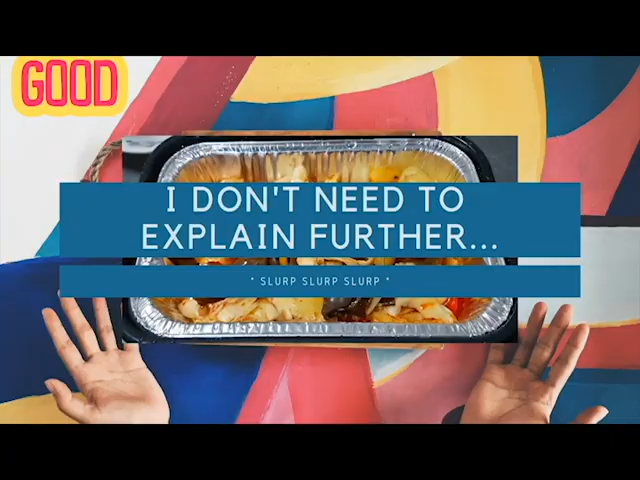 GOOD
I DON'T NEED TO
EXPLAIN FURTHER...
* SLURP SLURP SLURP *